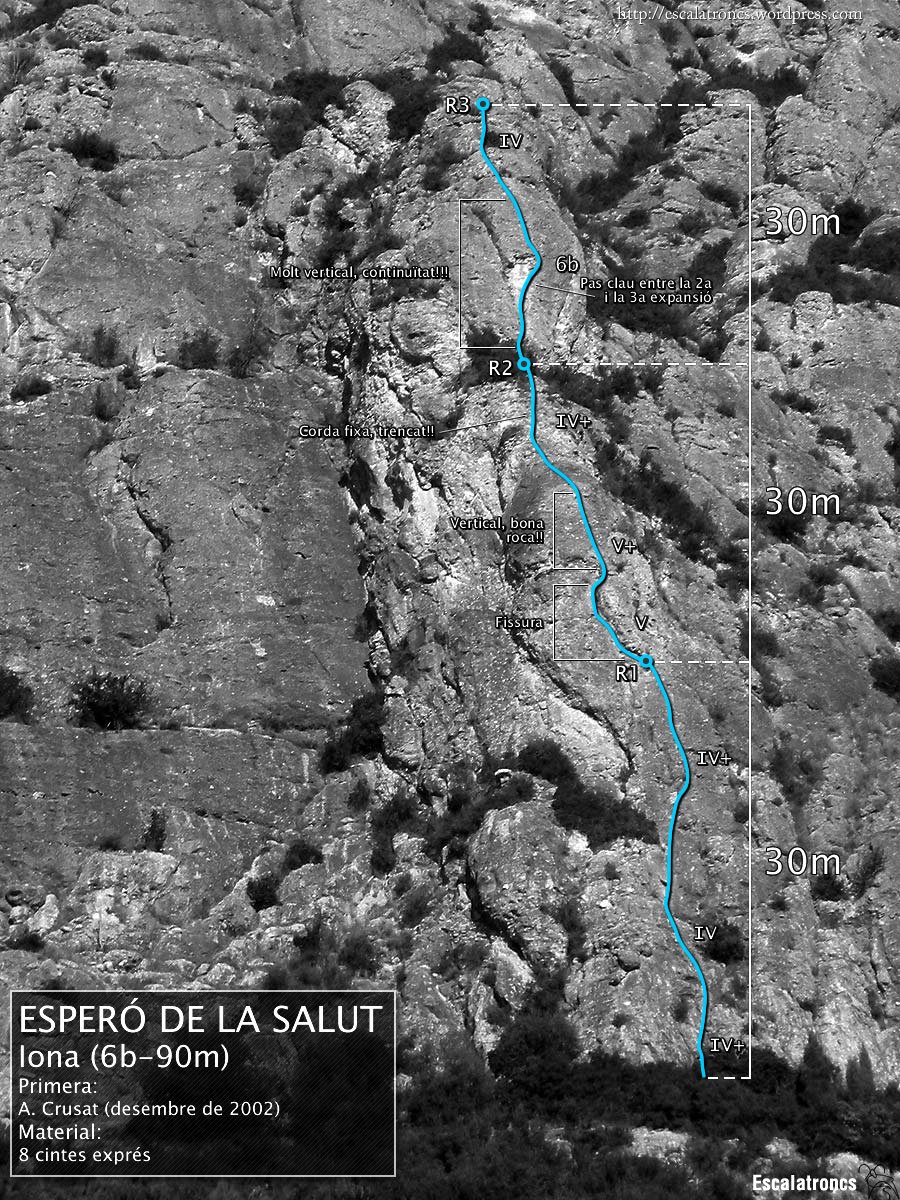 http://escalatroncs.wordpress.com
R3
IV
30m
6b
Molt vertical, continuïtat!!!
Pas clau entre la 2a
i la 3a expansió
R2
IV+
Corda fixa, trencat!!
30m
Vertical, bona
roca!!
V+
Fissura
V
R1
IV+
30m
IV
IV+
ESPERÓ DE LA SALUT
Iona (6b-90m)
Primera:
A. Crusat (desembre de 2002)
Material:
8 cintes exprés
Escalatroncs